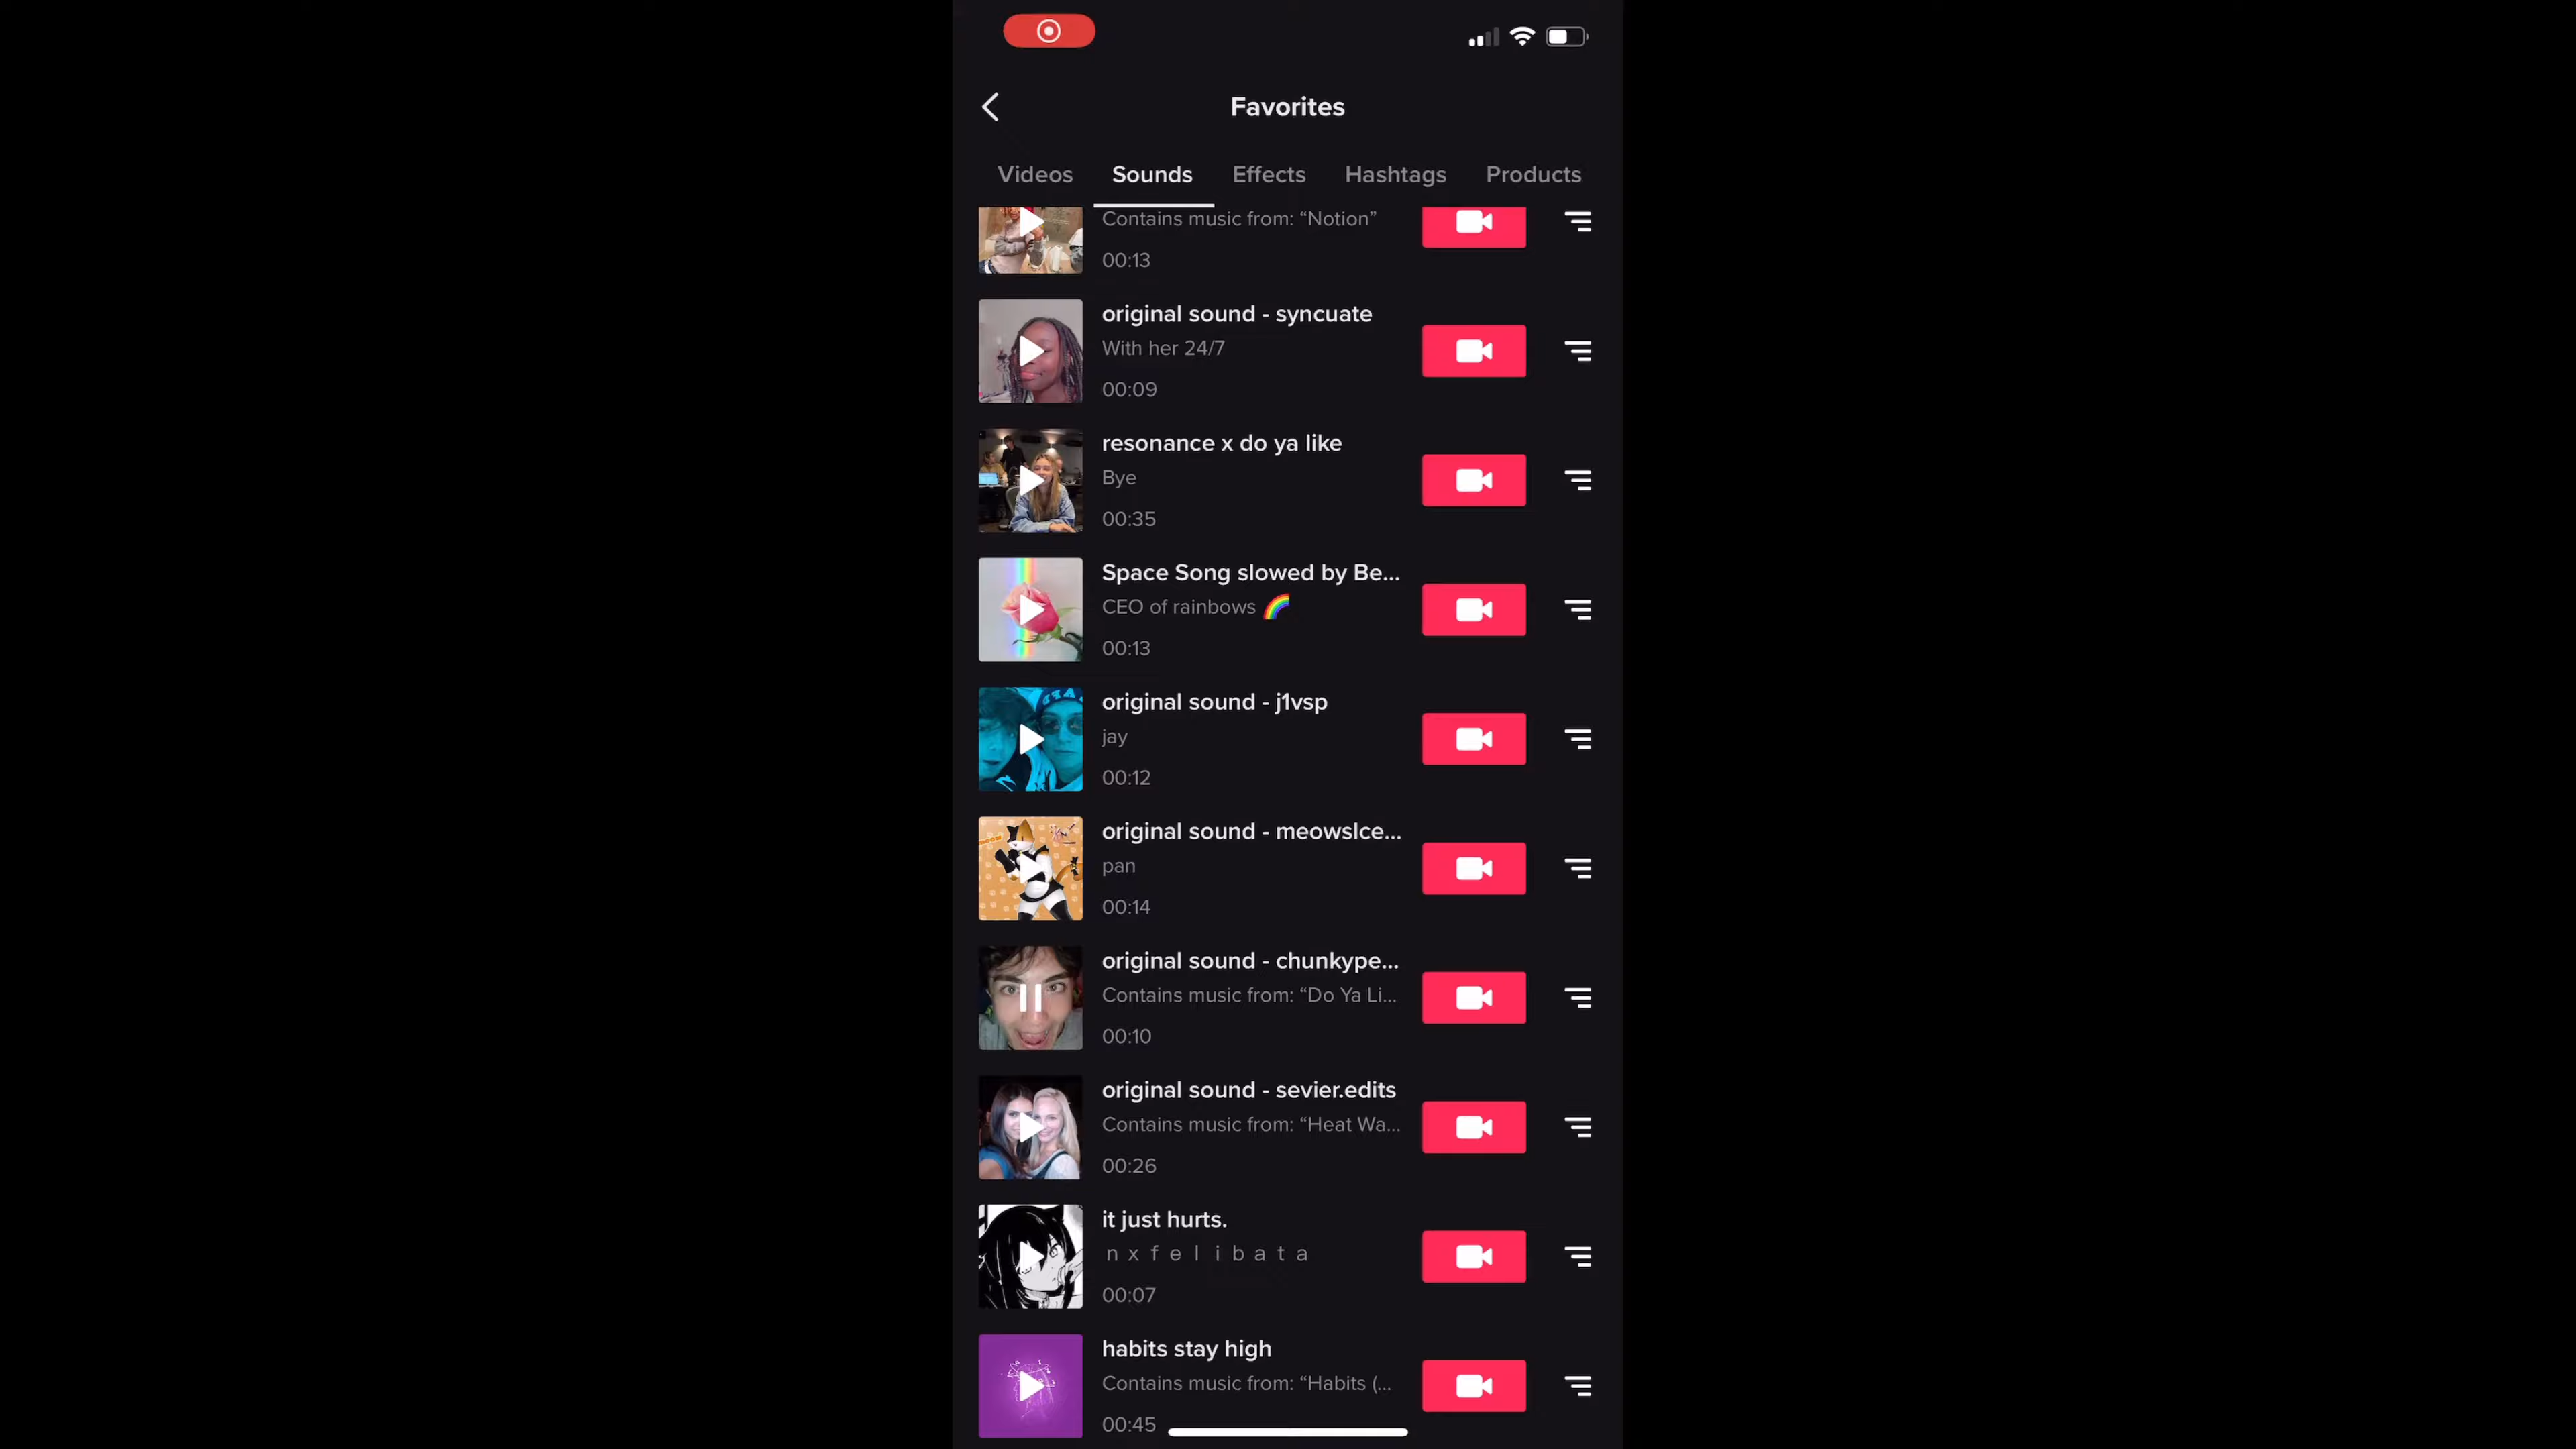 Favorites
Videos Sounds Effects Hashtags Products
Contains music from: “Notion”
00:13
original sound - syncuate
With her 24/7
00:09
resonance x do ya like
Bye
00:35
Space Song slowed by Be...
CEO of rainbows 🌈
00:13
original sound - j1vsp
jay
00:12
original sound - meowslce...
pan
00:14
original sound - chunkype...
Contains music from: “Do Ya Li...
00:10
original sound - sevier.edits
Contains music from: “Heat Wa...
00:26
it just hurts.
ｎｘｆｅｌｉｂａｔａ
00:07
habits stay high
Contains music from: “Habits (...
00:45